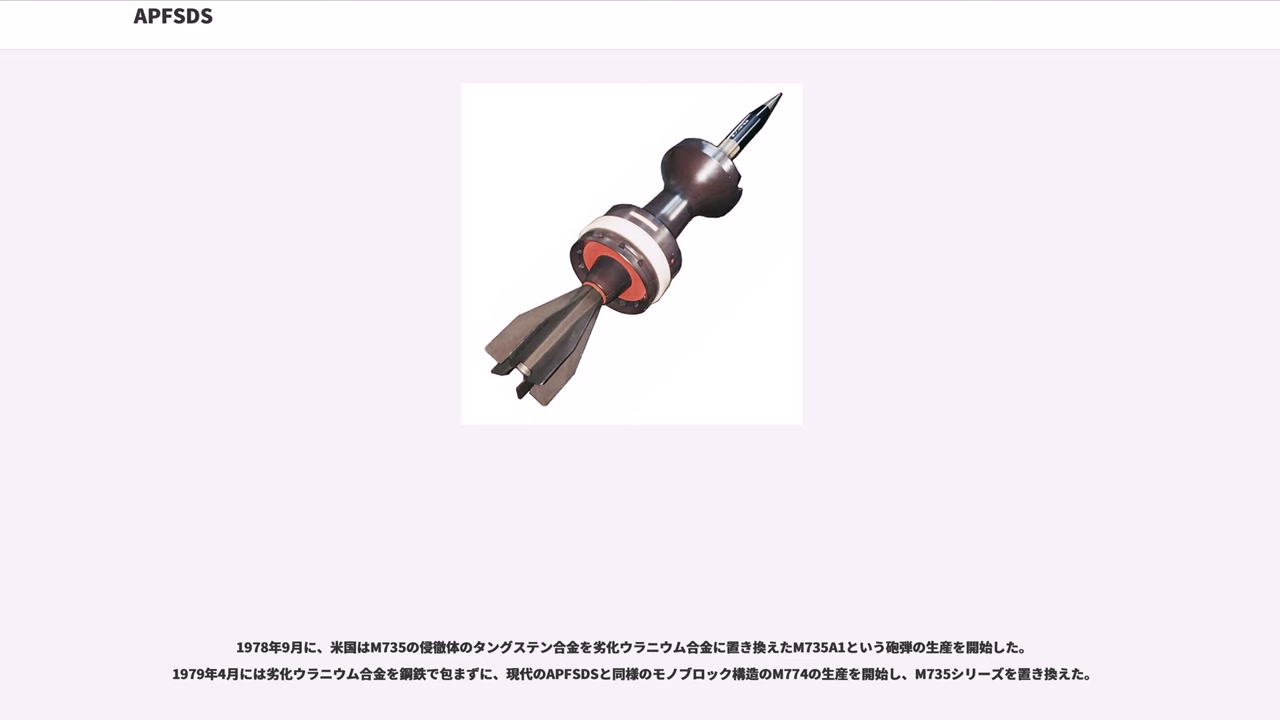 APFSDS
1978年9月に、米国はM735の侵徹体のタングステン合金を劣化ウラニウム合金に置き換えたM735A1という砲弾の生産を開始した。
1979年4月には劣化ウラニウム合金を鋼鉄で包まずに、現代のAPFSDSと同様のモノブロック構造のM774の生産を開始し、M735シリーズを置き換えた。